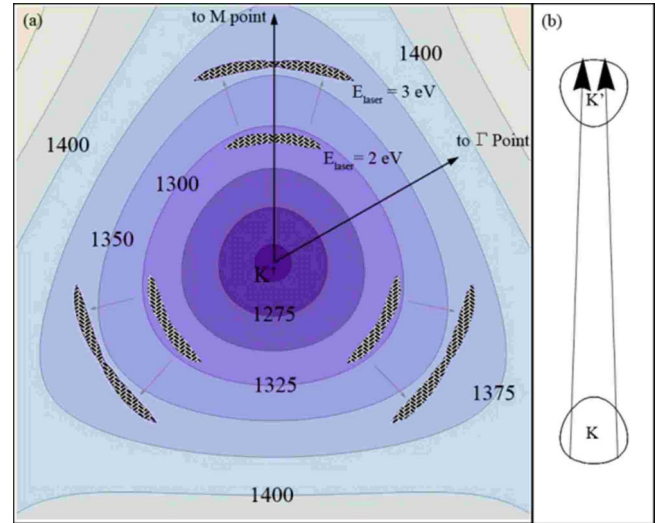 (a)
to M point
1400
(b)
K'
E_laser = 3 eV
1400
to Γ Point
E_laser = 2 eV
1300
1350
K'
1275
1325
1375
K
1400